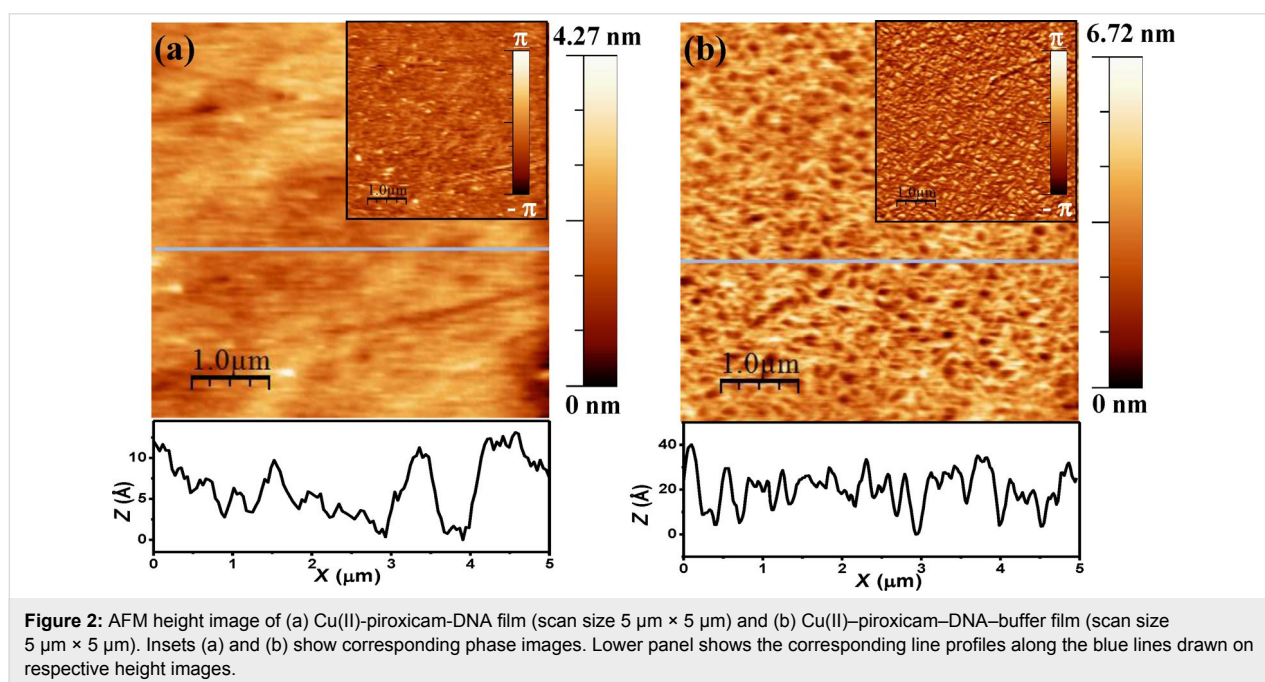 (a)
π
- π
1.0μm
1.0μm
4.27 nm
0 nm
(b)
π
- π
1.0μm
1.0μm
6.72 nm
0 nm
Z (Å)
10
5
0
0 1 2 3 4 5
X (μm)
Z (Å)
40
20
0
0 1 2 3 4 5
X (μm)
Figure 2: AFM height image of (a) Cu(II)-piroxicam-DNA film (scan size 5 μm × 5 μm) and (b) Cu(II)–piroxicam–DNA–buffer film (scan size
5 μm × 5 μm). Insets (a) and (b) show corresponding phase images. Lower panel shows the corresponding line profiles along the blue lines drawn on
respective height images.